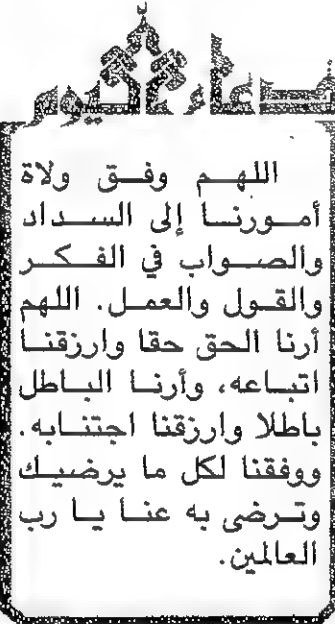 دعاء اليوم
اللهم وفق ولاة
أمورنا إلى السداد
والصواب في الفكر
والقول والعمل. اللهم
أرنا الحق حقا وارزقنا
اتباعه، وأرنا الباطل
باطلا وارزقنا اجتنابه.
ووفقنا لكل ما يرضيك
وترضى به عنا يا رب
العالمين.